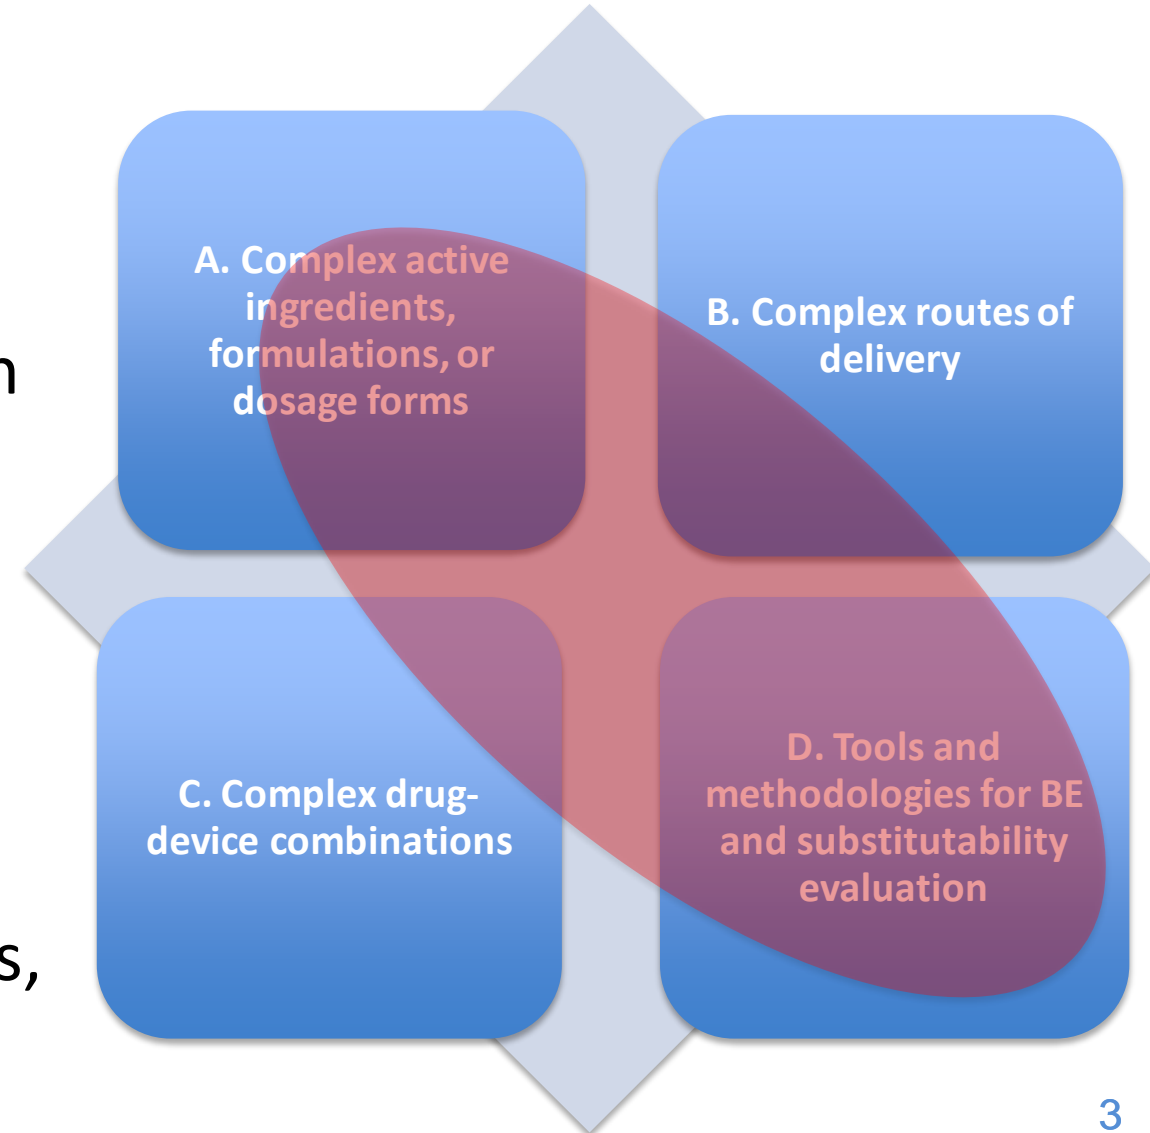 A. Complex active
ingredients,
formulations, or
dosage forms
B. Complex routes of
delivery
C. Complex drug-
device combinations
D. Tools and
methodologies for BE
and substitutability
evaluation
3